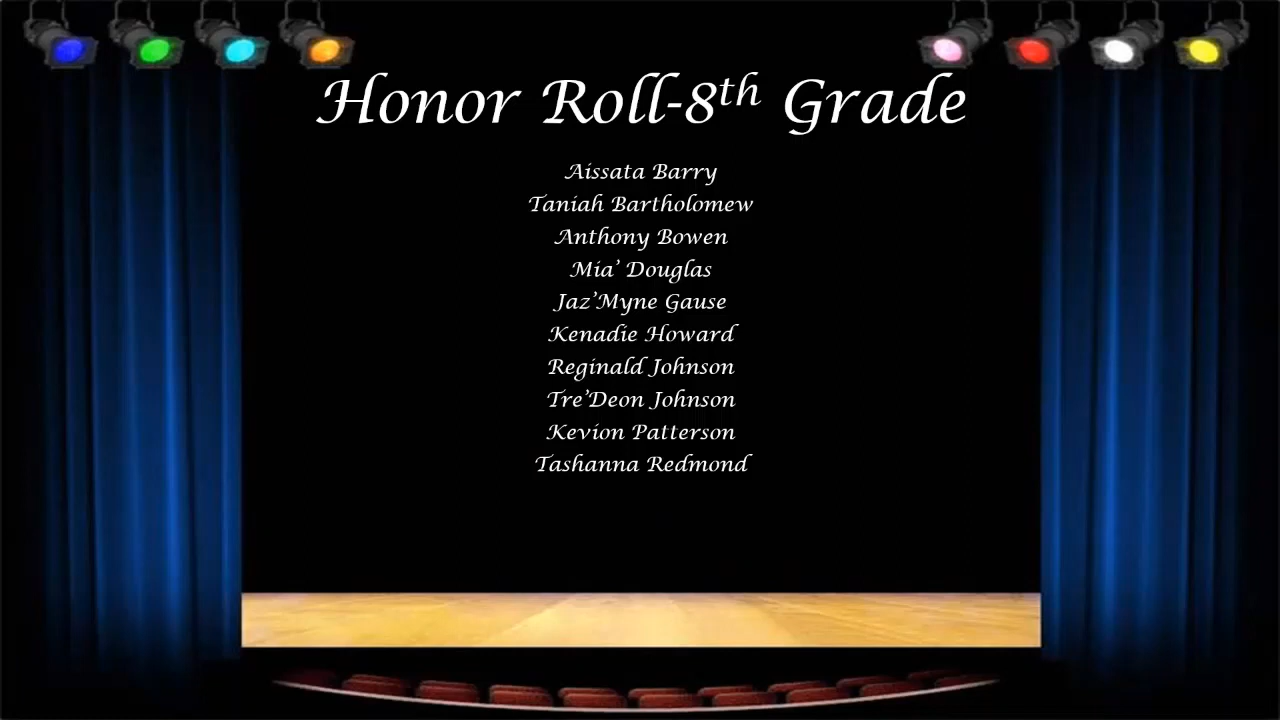 Honor Roll-8th Grade
Aissata Barry
Taniah Bartholomew
Anthony Bowen
Mia’ Douglas
Jaz’Myne Gause
Kenadie Howard
Reginald Johnson
Tre’Deon Johnson
Kevion Patterson
Tashanna Redmond